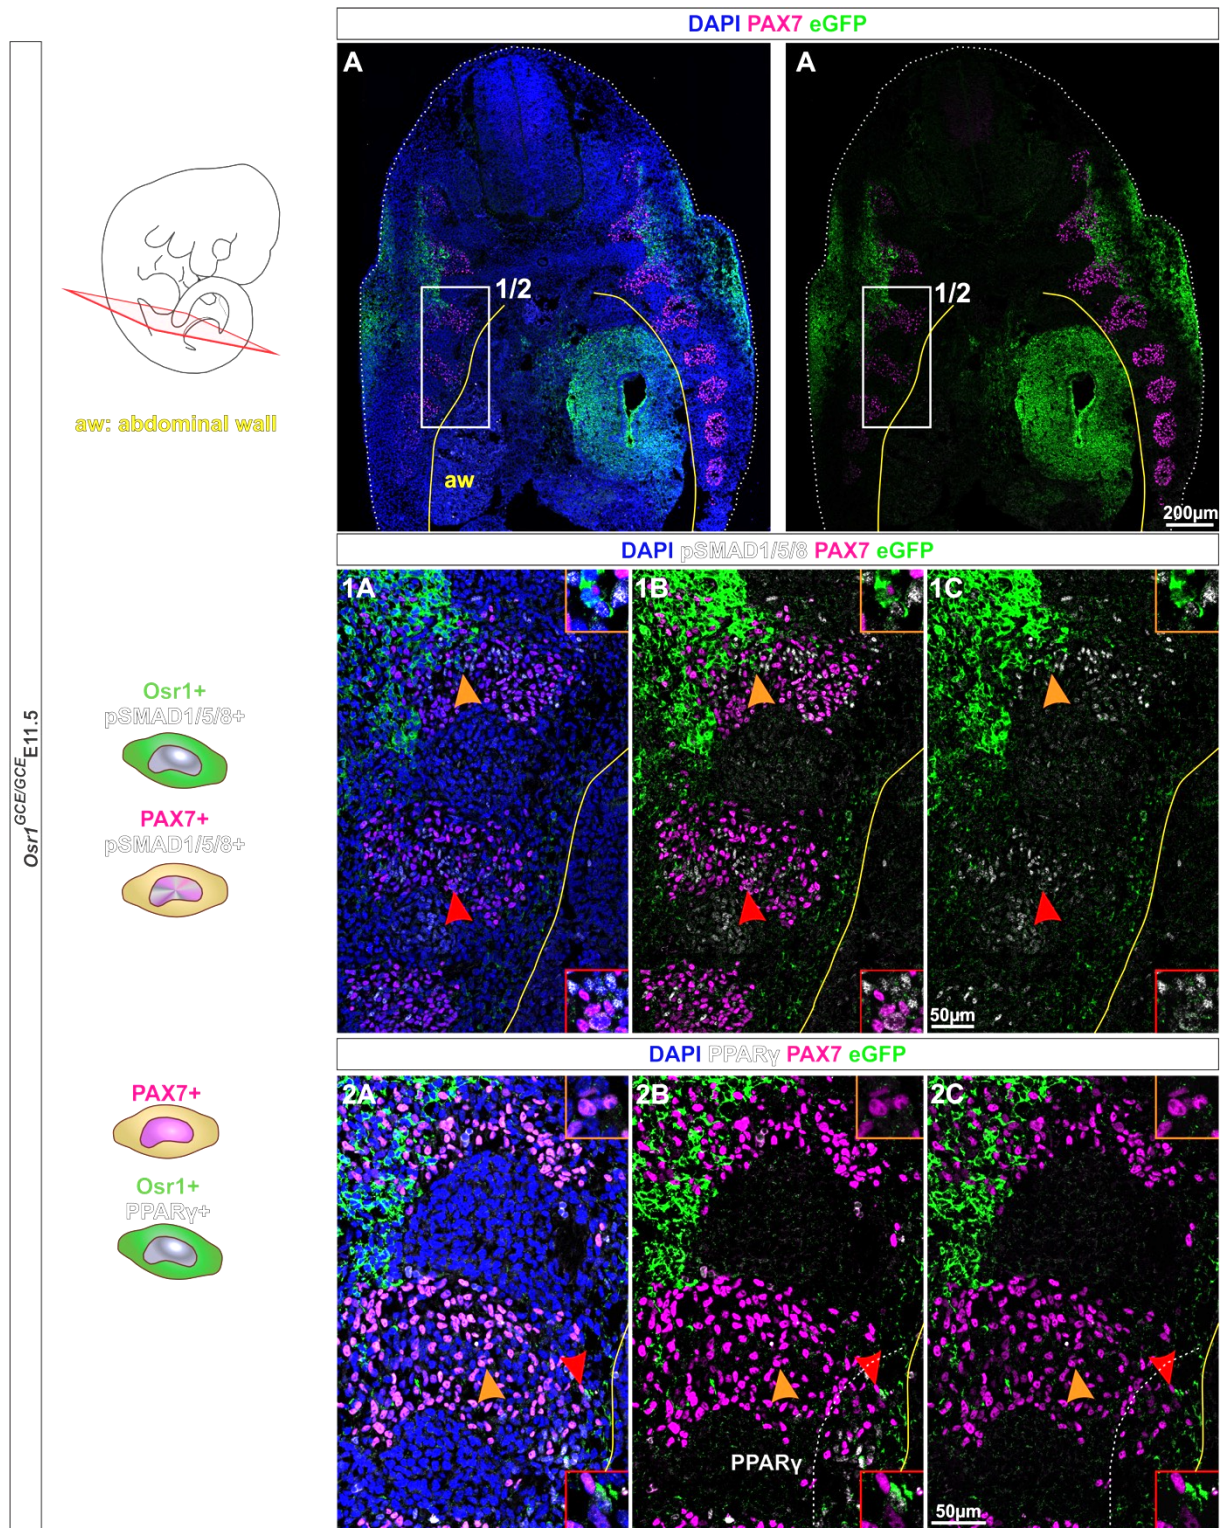 DAPI PAX7 eGFP
A
A
1/2
1/2
aw
200µm
aw: abdominal wall
Osr1GCE/GCE E11.5
DAPI pSMAD1/5/8 PAX7 eGFP
1A
1B
1C
Osr1+
pSMAD1/5/8+
PAX7+
pSMAD1/5/8+
50µm
DAPI PPARγ PAX7 eGFP
2A
2B
2C
PAX7+
Osr1+
PPARγ+
PPARγ
50µm